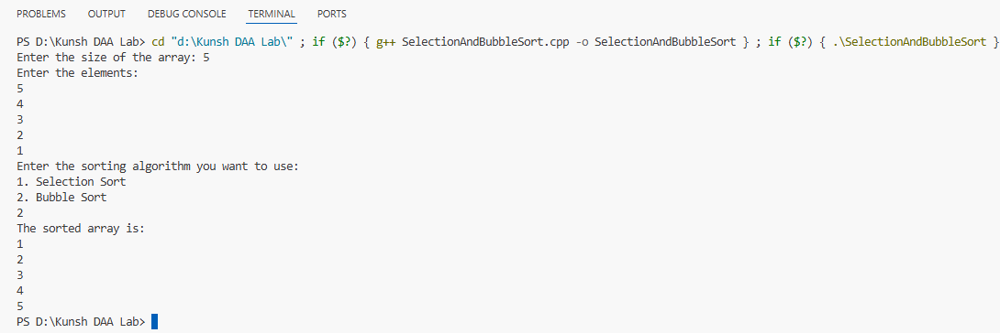 PROBLEMS OUTPUT DEBUG CONSOLE TERMINAL PORTS
PS D:\Kunsh DAA Lab> cd "d:\Kunsh DAA Lab\" ; if ($?) { g++ SelectionAndBubbleSort.cpp -o SelectionAndBubbleSort } ; if ($?) { .\SelectionAndBubbleSort }
Enter the size of the array: 5
Enter the elements:
5
4
3
2
1
Enter the sorting algorithm you want to use:
1. Selection Sort
2. Bubble Sort
2
The sorted array is:
1
2
3
4
5
PS D:\Kunsh DAA Lab>